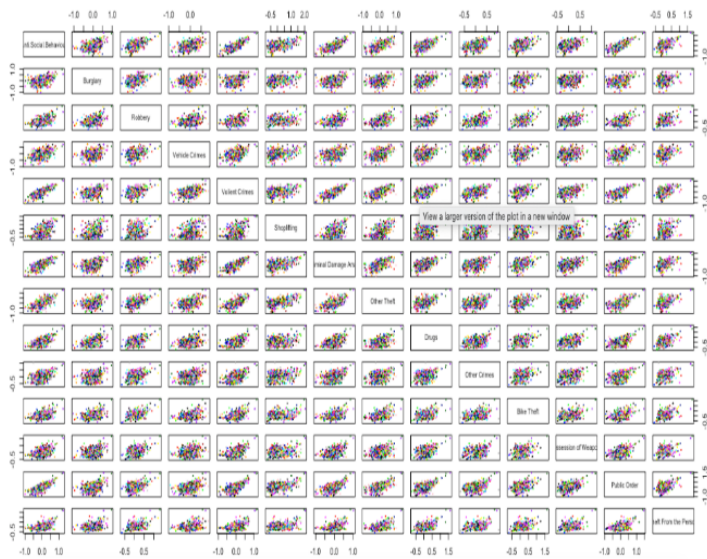 -1.0 0.0 1.0
-1.0 0.0
-0.5 0.5 1.0 2.0
-1.0 0.0 1.0
-0.5 0.5
-0.5 0.5
-0.5 0.5 1.5
nti Social Behavio
Burglary
Robbery
Vehicle Crimes
Violent Crimes
Shoplifting
View a larger version of the plot in a new window
minal Damage Ars
Other Theft
Drugs
Other Crimes
Bike Theft
ssession of Weapo
Public Order
eft From the Perso
-1.0 0.0 1.0
-0.5 0.5
-1.0 0.0 1.0
-1.0 0.0 1.0
-0.5 0.5 1.5
-0.5 0.5 1.5
-1.0 0.0 1.0